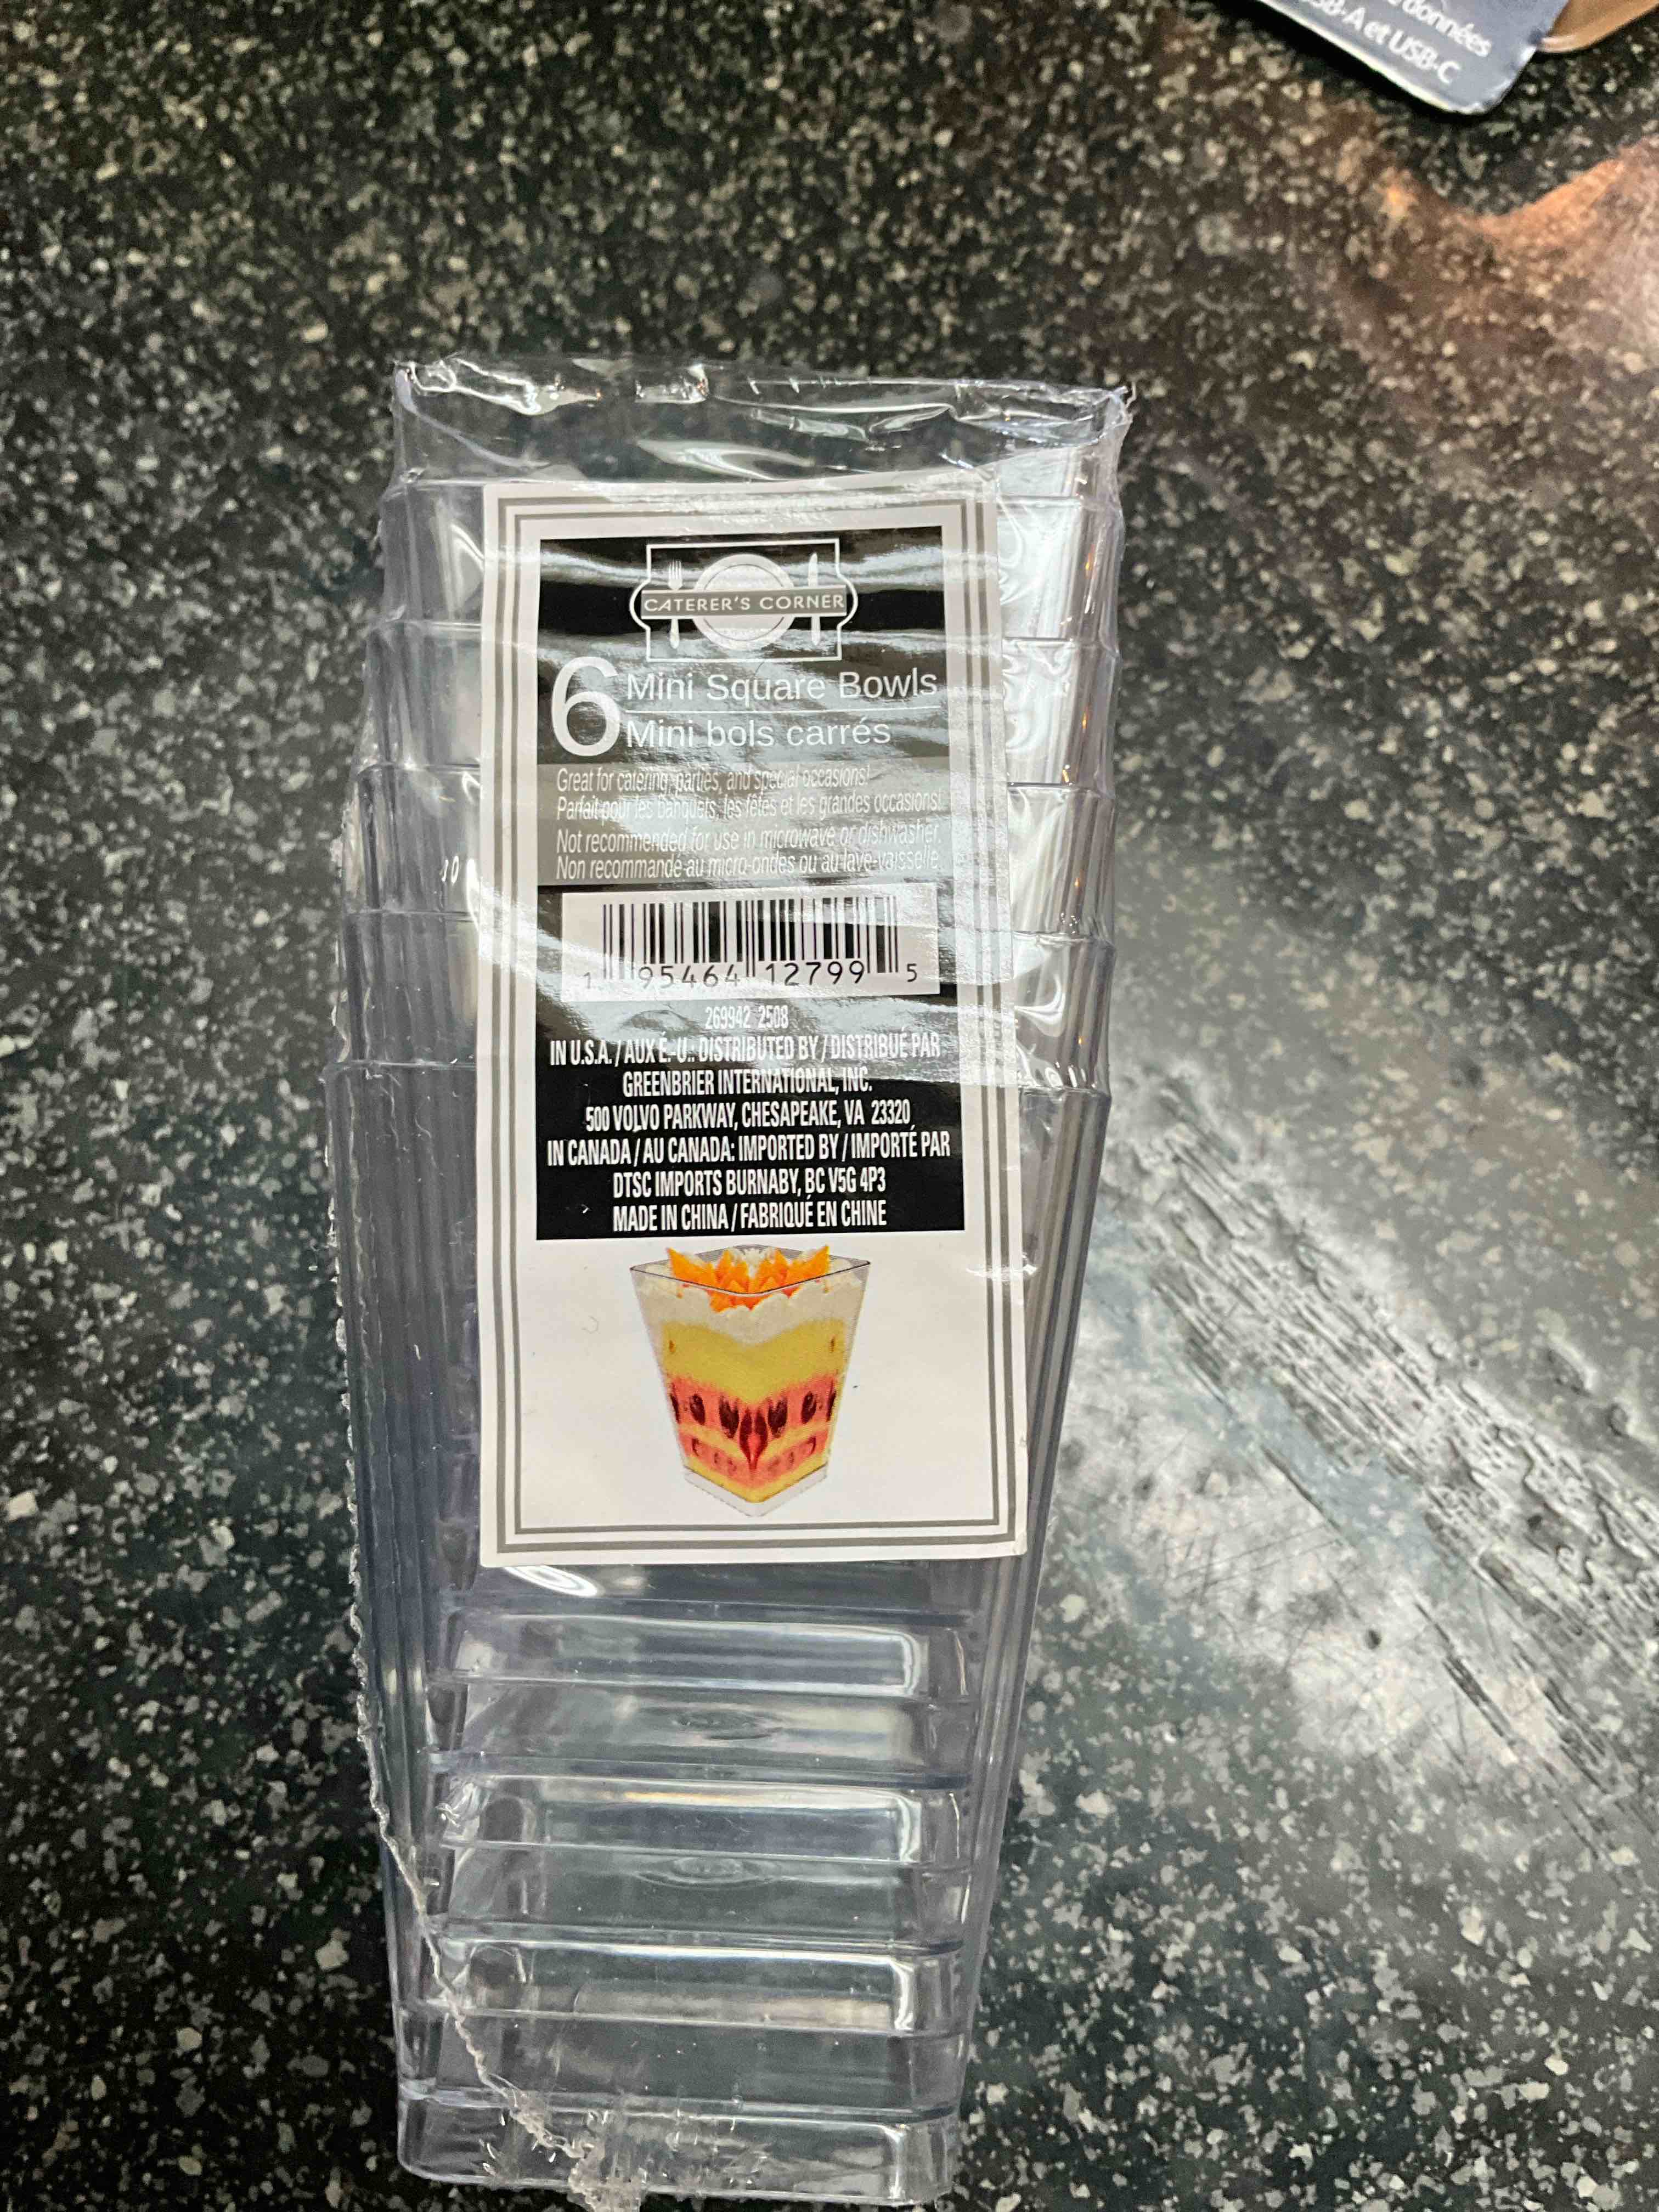 données
USB-A et USB-C
CATERER'S CORNER
6 Mini Square Bowls
Mini bols carrés
Great for catering, parties, and special occasions!
Parfait pour les banquets, les fêtes et les grandes occasions!
Not recommended for use in microwave or dishwasher.
Non recommandé au micro-ondes ou au lave-vaisselle.
1 95464 12799 5
269942 2508
IN U.S.A. / AUX É.-U.: DISTRIBUTED BY / DISTRIBUÉ PAR
GREENBRIER INTERNATIONAL, INC.
500 VOLVO PARKWAY, CHESAPEAKE, VA 23320
IN CANADA / AU CANADA: IMPORTED BY / IMPORTÉ PAR
DTSC IMPORTS BURNABY, BC V5G 4P3
MADE IN CHINA / FABRIQUÉ EN CHINE